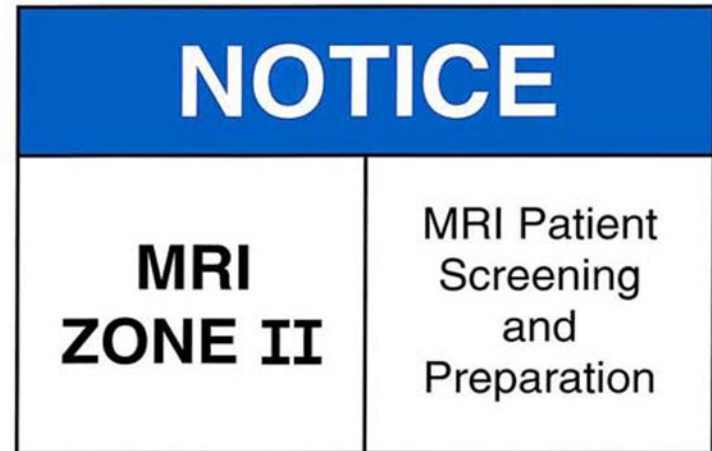 NOTICE
MRI
ZONE II
MRI Patient
Screening
and
Preparation